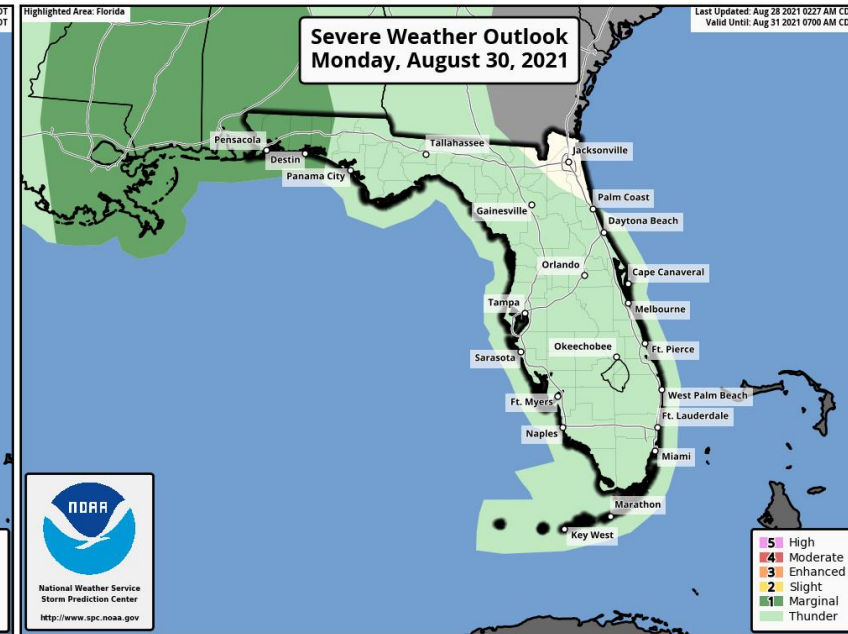 DT
DT
Highlighted Area: Florida
Severe Weather Outlook
Monday, August 30, 2021
Last Updated: Aug 28 2021 0227 AM CD
Valid Until: Aug 31 2021 0700 AM CD
Pensacola
Destin
Panama City
Tallahassee
Jacksonville
Palm Coast
Gainesville
Daytona Beach
Orlando
Cape Canaveral
Tampa
Melbourne
Okeechobee
Ft. Pierce
Sarasota
West Palm Beach
Ft. Myers
Ft. Lauderdale
Naples
Miami
Marathon
Key West
NOAA
National Weather Service
Storm Prediction Center
http://www.spc.noaa.gov
5 High
4 Moderate
3 Enhanced
2 Slight
1 Marginal
Thunder